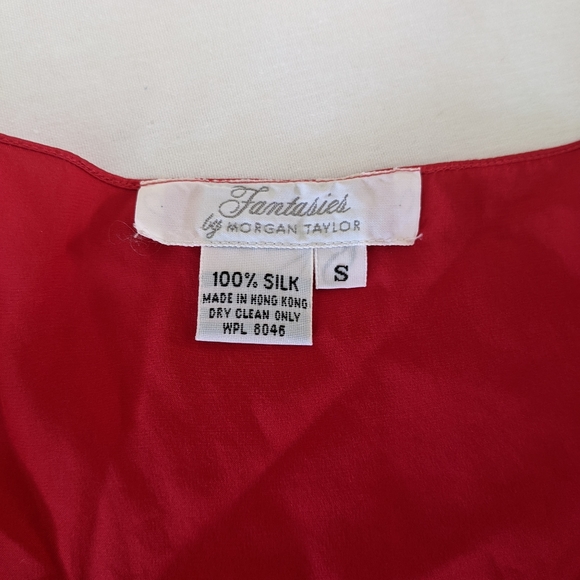 Fantasies
by MORGAN TAYLOR
S
100% SILK
MADE IN HONG KONG
DRY CLEAN ONLY
WPL 8046